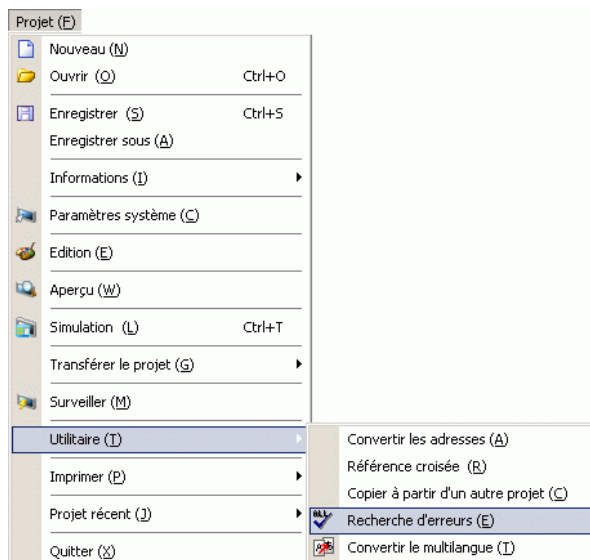 Projet (F)
Nouveau (N)
Ouvrir (O) Ctrl+O
Enregistrer (S) Ctrl+S
Enregistrer sous (A)
Informations (I)
Paramètres système (C)
Edition (E)
Aperçu (W)
Simulation (L) Ctrl+T
Transférer le projet (G)
Surveiller (M)
Utilitaire (T)
Convertir les adresses (A)
Référence croisée (R)
Imprimer (P)
Copier à partir d'un autre projet (C)
Projet récent (J)
ALL
Recherche d'erreurs (E)
Quitter (X)
Convertir le multilangue (T)